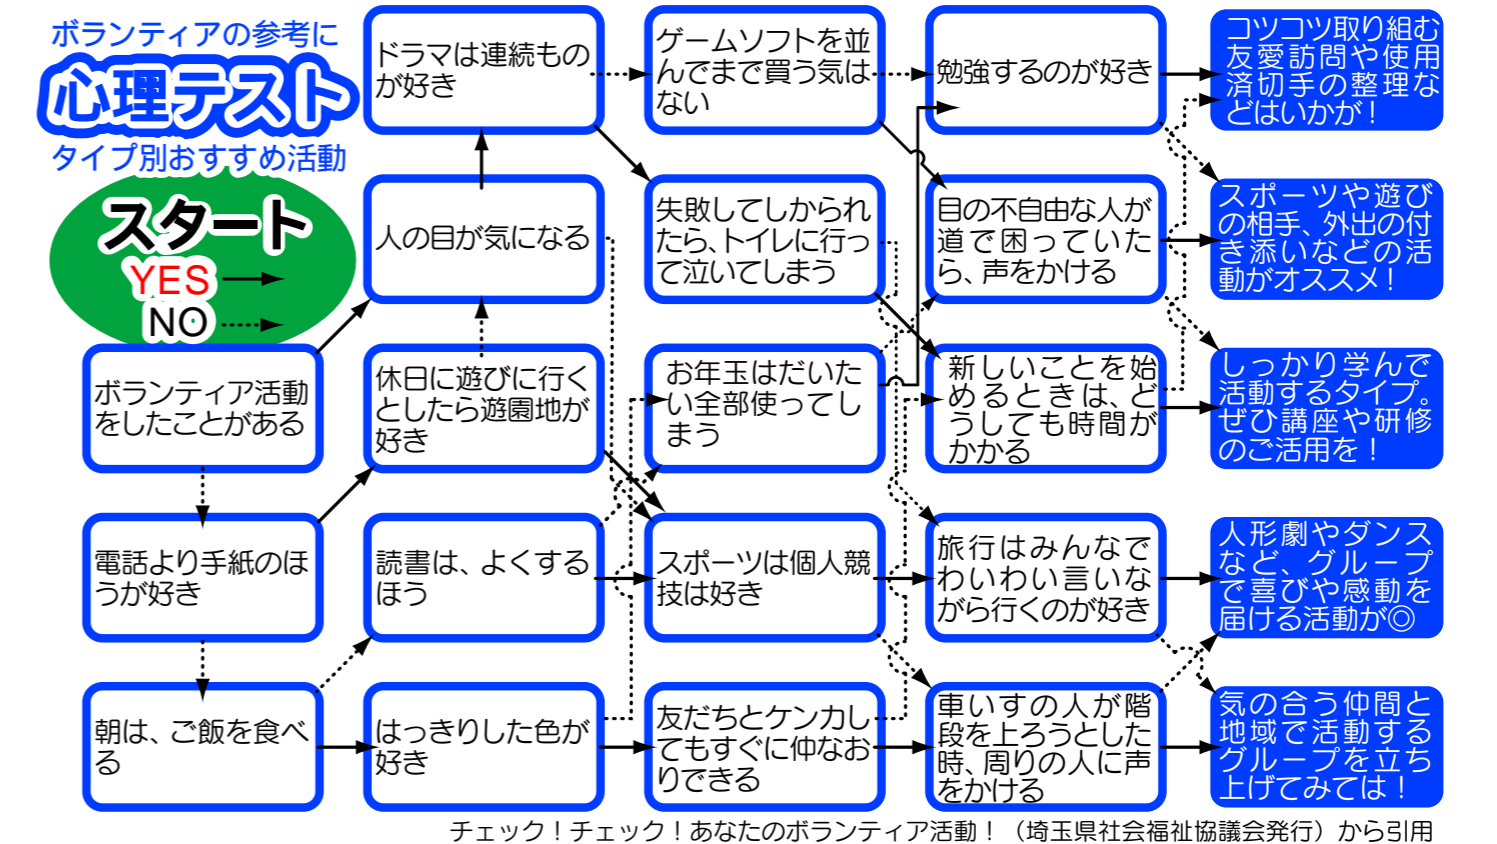 ボランティアの参考に
心理テスト
タイプ別おすすめ活動
スタート
YES
NO
ボランティア活動
をしたことがある
電話より手紙のほ
うが好き
朝は、ご飯を食べ
る
ドラマは連続もの
が好き
人の目が気になる
休日に遊びに行く
としたら遊園地が
好き
読書は、よくする
ほう
はっきりした色が
好き
ゲームソフトを並
んでまで買う気は
ない
失敗してしかられ
たら、トイレに行っ
て泣いてしまう
お年玉はだいた
い全部使ってし
まう
スポーツは個人競
技は好き
友だちとケンカし
てもすぐに仲なお
りできる
勉強するのが好き
目の不自由な人が
道で困っていた
ら、声をかける
新しいことを始
めるときは、ど
うしても時間が
かかる
旅行はみんなで
わいわい言いな
がら行くのが好き
車いすの人が階
段を上ろうとした
時、周りの人に声
をかける
コツコツ取り組む
友愛訪問や使用
済切手の整理な
どはいかが！
スポーツや遊び
の相手、外出の付
き添いなどの活
動がオススメ！
しっかり学んで
活動するタイプ。
ぜひ講座や研修
のご活用を！
人形劇やダンス
など、グループ
で喜びや感動を
届ける活動が◎
気の合う仲間と
地域で活動する
グループを立ち
上げてみては！
チェック！チェック！あなたのボランティア活動！（埼玉県社会福祉協議会発行）から引用